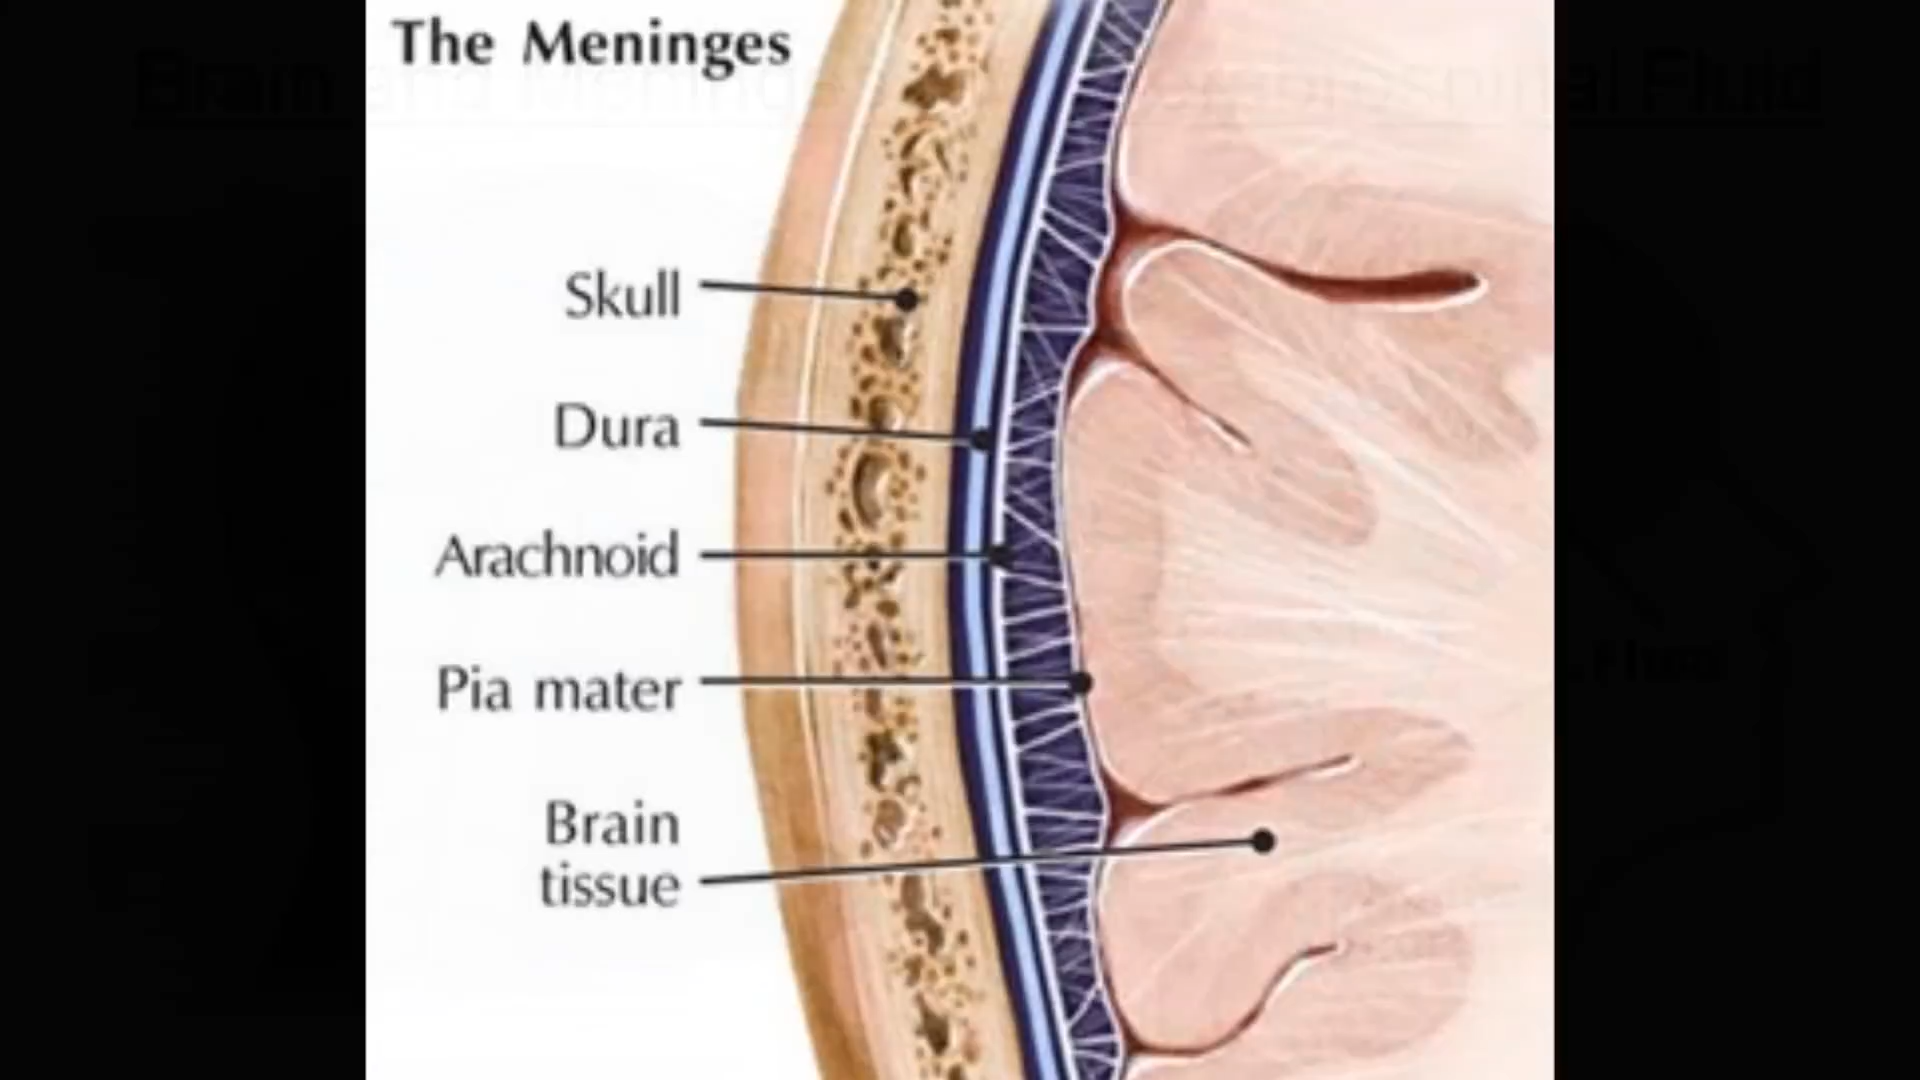 The Meninges
Skull
Dura
Arachnoid
Pia mater
Brain
tissue